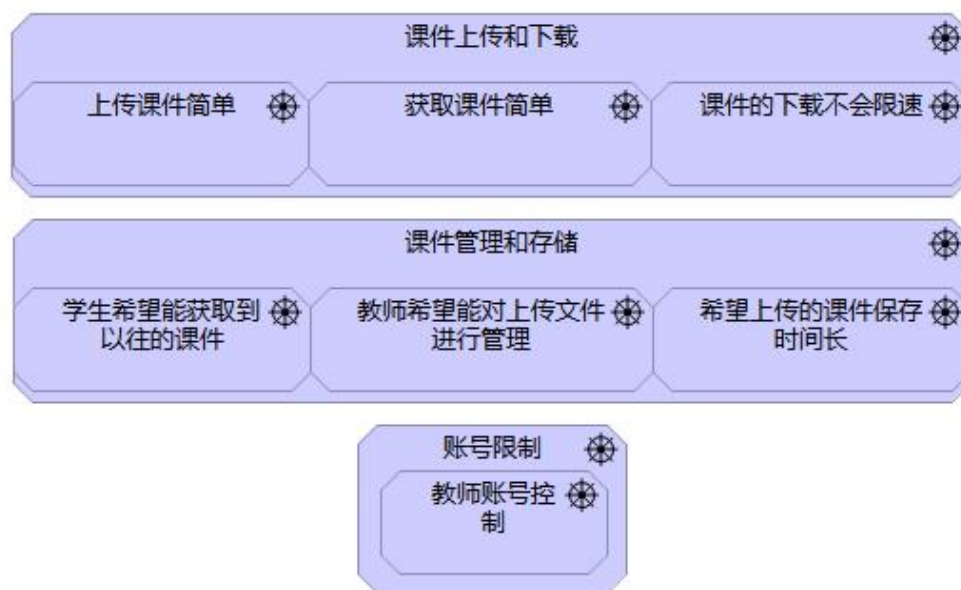 课件上传和下载
上传课件简单
获取课件简单
课件的下载不会限速
课件管理和存储
学生希望能获取到
以往的课件
教师希望能对上传文件
进行管理
希望上传的课件保存
时间长
账号限制
教师账号控
制